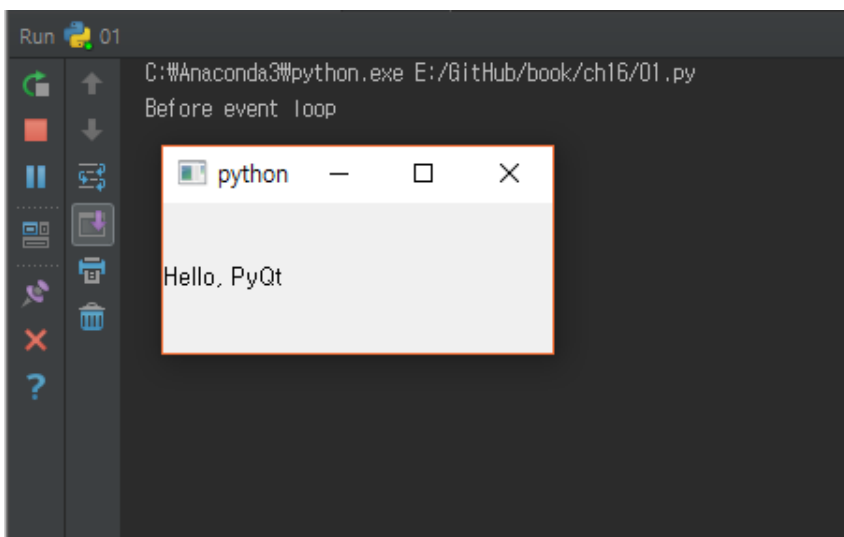 Run 01
C:₩Anaconda3₩python.exe E:/GitHub/book/ch16/01.py
Before event loop
python
Hello, PyQt